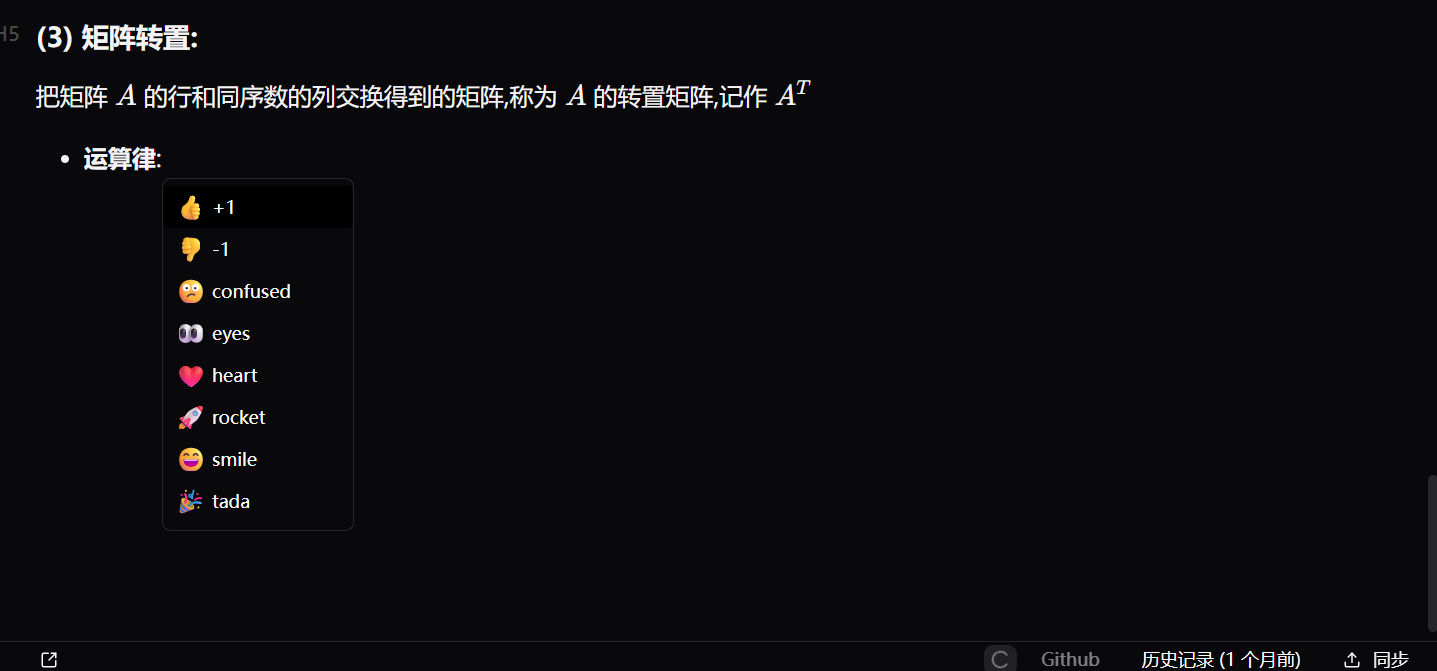 H5
(3) 矩阵转置:
把矩阵 A 的行和同序数的列交换得到的矩阵,称为 A 的转置矩阵,记作 A^T
• 运算律:
👍 +1
👎 -1
😕 confused
👀 eyes
❤️ heart
🚀 rocket
😄 smile
🎉 tada
C Github 历史记录 (1 个月前) 同步